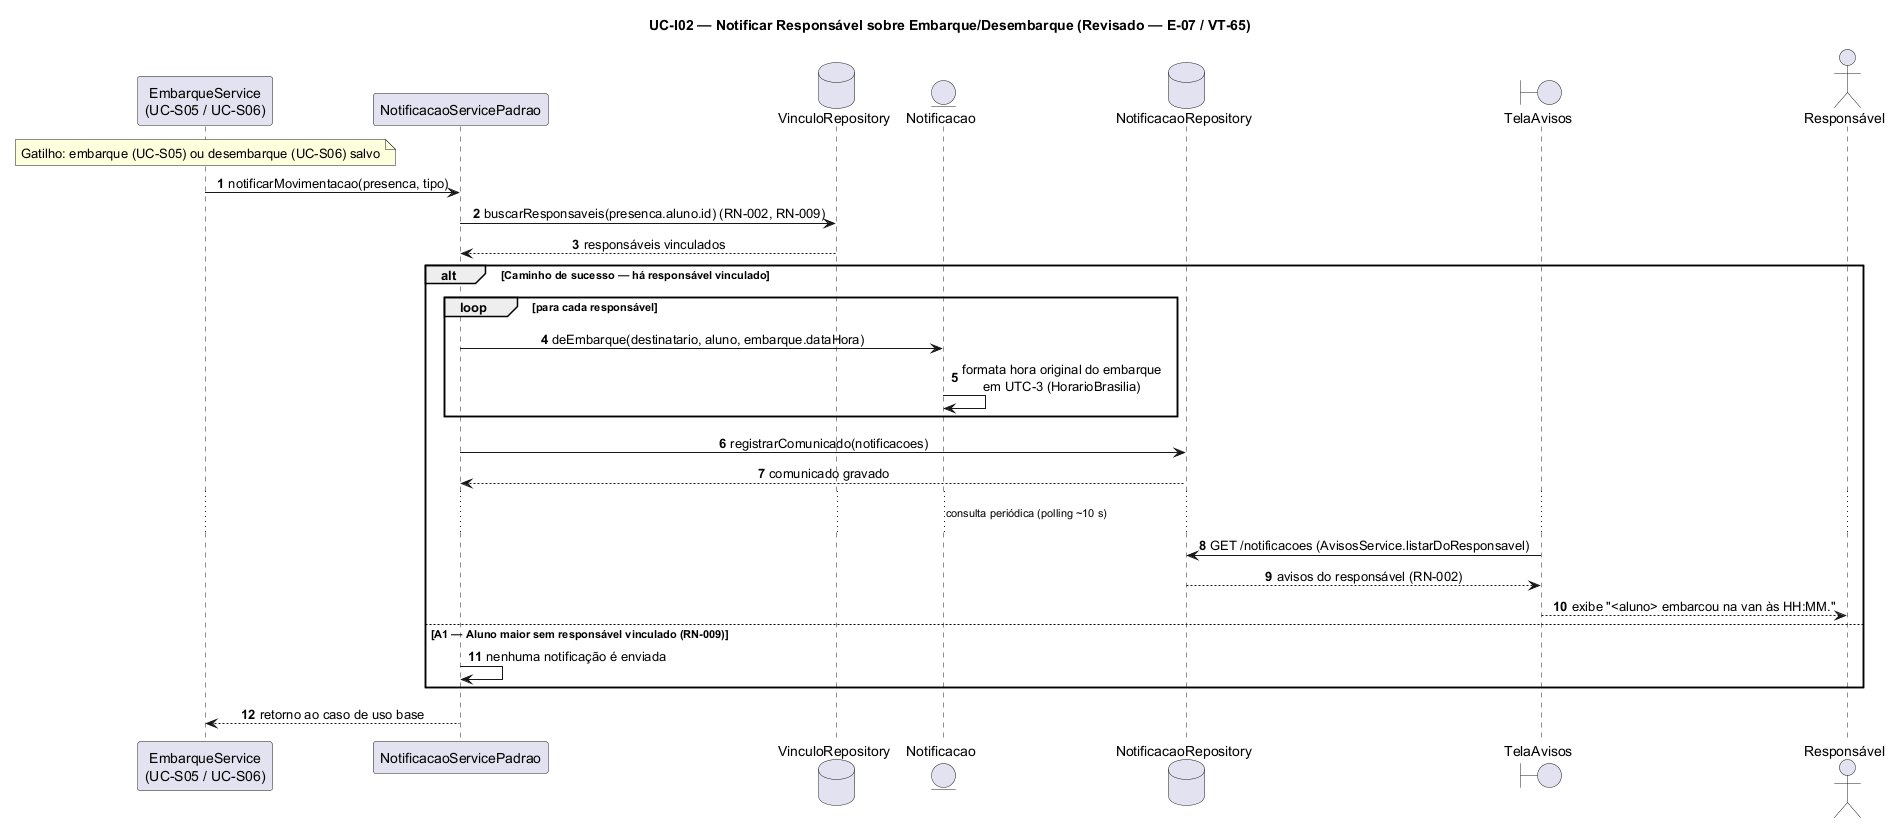 UC-I02 — Notificar Responsável sobre Embarque/Desembarque (Revisado — E-07 / VT-65)
EmbarqueService
(UC-S05 / UC-S06)
NotificacaoServicePadrao
VinculoRepository
Notificacao
NotificacaoRepository
TelaAvisos
Responsável
Gatilho: embarque (UC-S05) ou desembarque (UC-S06) salvo
1 notificarMovimentacao(presenca, tipo)
2 buscarResponsaveis(presenca.aluno.id) (RN-002, RN-009)
3 responsáveis vinculados
alt [Caminho de sucesso — há responsável vinculado]
loop [para cada responsável]
4 deEmbarque(destinatario, aluno, embarque.dataHora)
5 formata hora original do embarque
em UTC-3 (HorarioBrasilia)
6 registrarComunicado(notificacoes)
7 comunicado gravado
consulta periódica (polling ~10 s)
8 GET /notificacoes (AvisosService.listarDoResponsavel)
9 avisos do responsável (RN-002)
10 exibe "<aluno> embarcou na van às HH:MM."
[A1 — Aluno maior sem responsável vinculado (RN-009)]
11 nenhuma notificação é enviada
12 retorno ao caso de uso base
EmbarqueService
(UC-S05 / UC-S06)
NotificacaoServicePadrao
VinculoRepository
Notificacao
NotificacaoRepository
TelaAvisos
Responsável